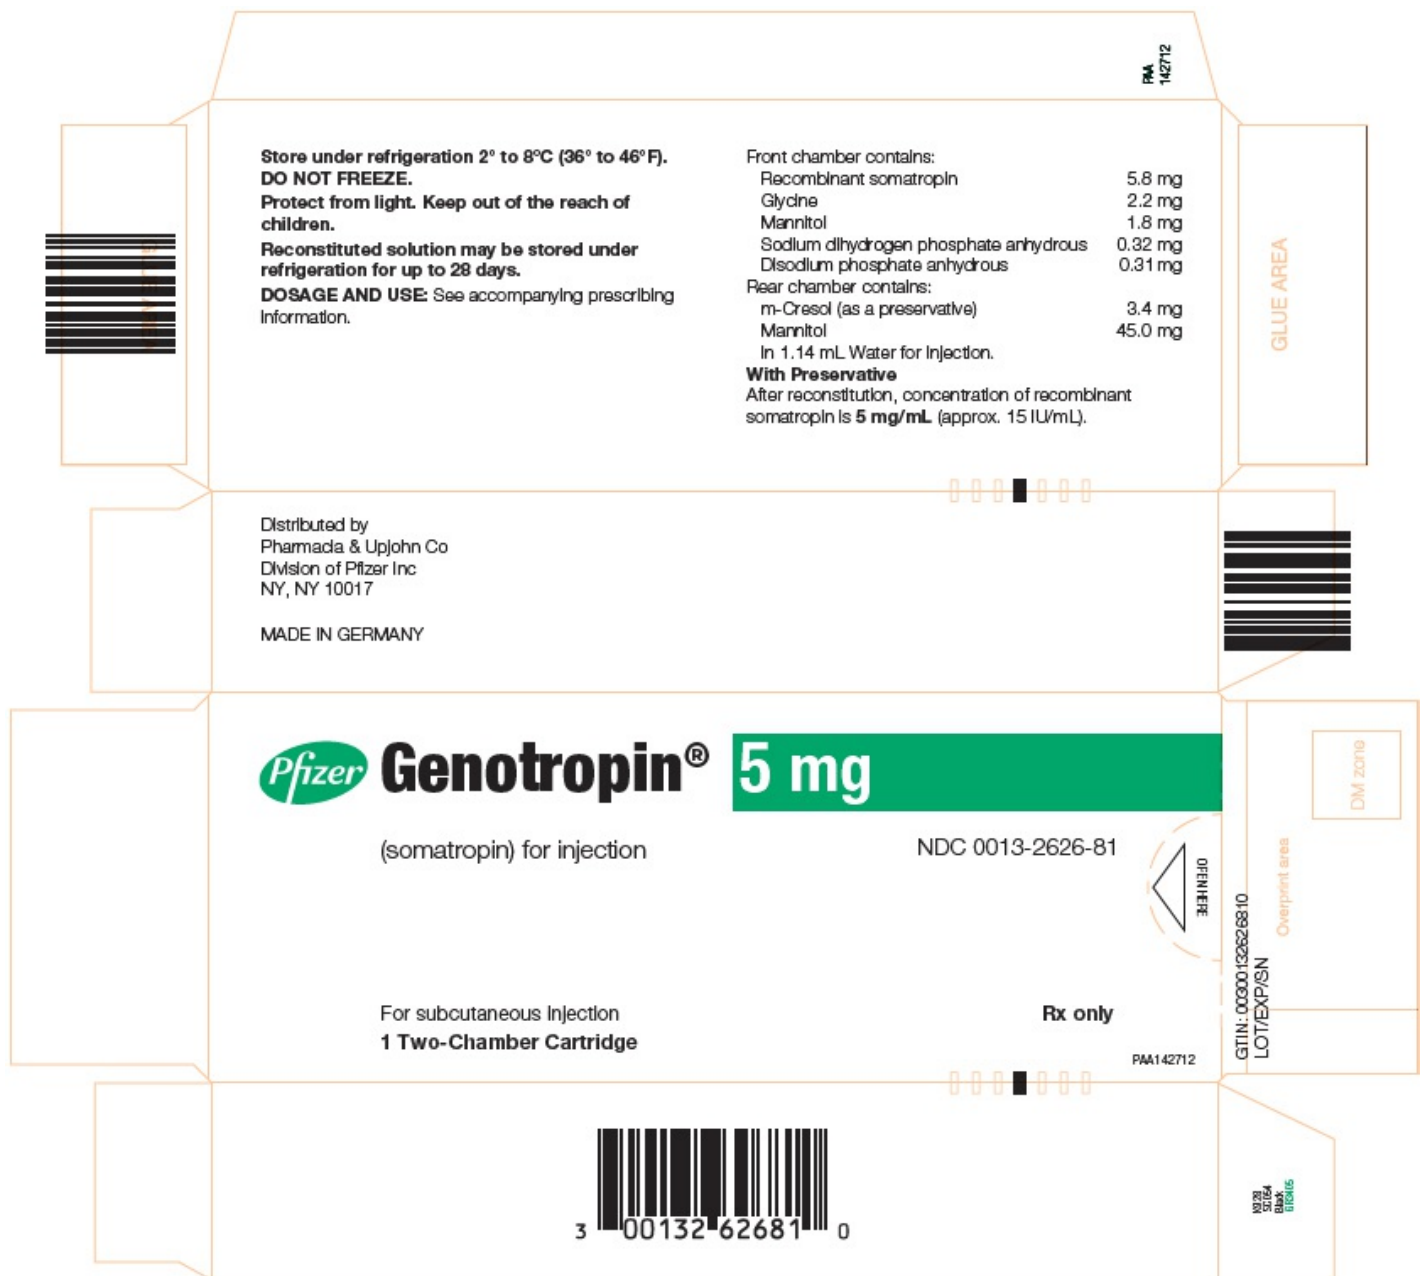 PAA
142712
Store under refrigeration 2° to 8°C (36° to 46°F).
DO NOT FREEZE.
Protect from light. Keep out of the reach of
children.
Reconstituted solution may be stored under
refrigeration for up to 28 days.
DOSAGE AND USE: See accompanying prescribing
information.
Front chamber contains:
Recombinant somatropin 5.8 mg
Glycine 2.2 mg
Mannitol 1.8 mg
Sodium dihydrogen phosphate anhydrous 0.32 mg
Disodium phosphate anhydrous 0.31 mg
Rear chamber contains:
m-Cresol (as a preservative) 3.4 mg
Mannitol 45.0 mg
in 1.14 mL Water for Injection.
With Preservative
After reconstitution, concentration of recombinant
somatropin is 5 mg/mL (approx. 15 IU/mL).
GLUE AREA
GLUE AREA
Distributed by
Pharmacia & Upjohn Co
Division of Pfizer Inc
NY, NY 10017
MADE IN GERMANY
Pfizer Genotropin® 5 mg
(somatropin) for injection
NDC 0013-2626-81
OPEN HERE
For subcutaneous injection
Rx only
1 Two-Chamber Cartridge
PAA142712
GTIN: 00300132626810
LOT/EXP/SN
Overprint area
DM zone
3 00132 62681 0
Black